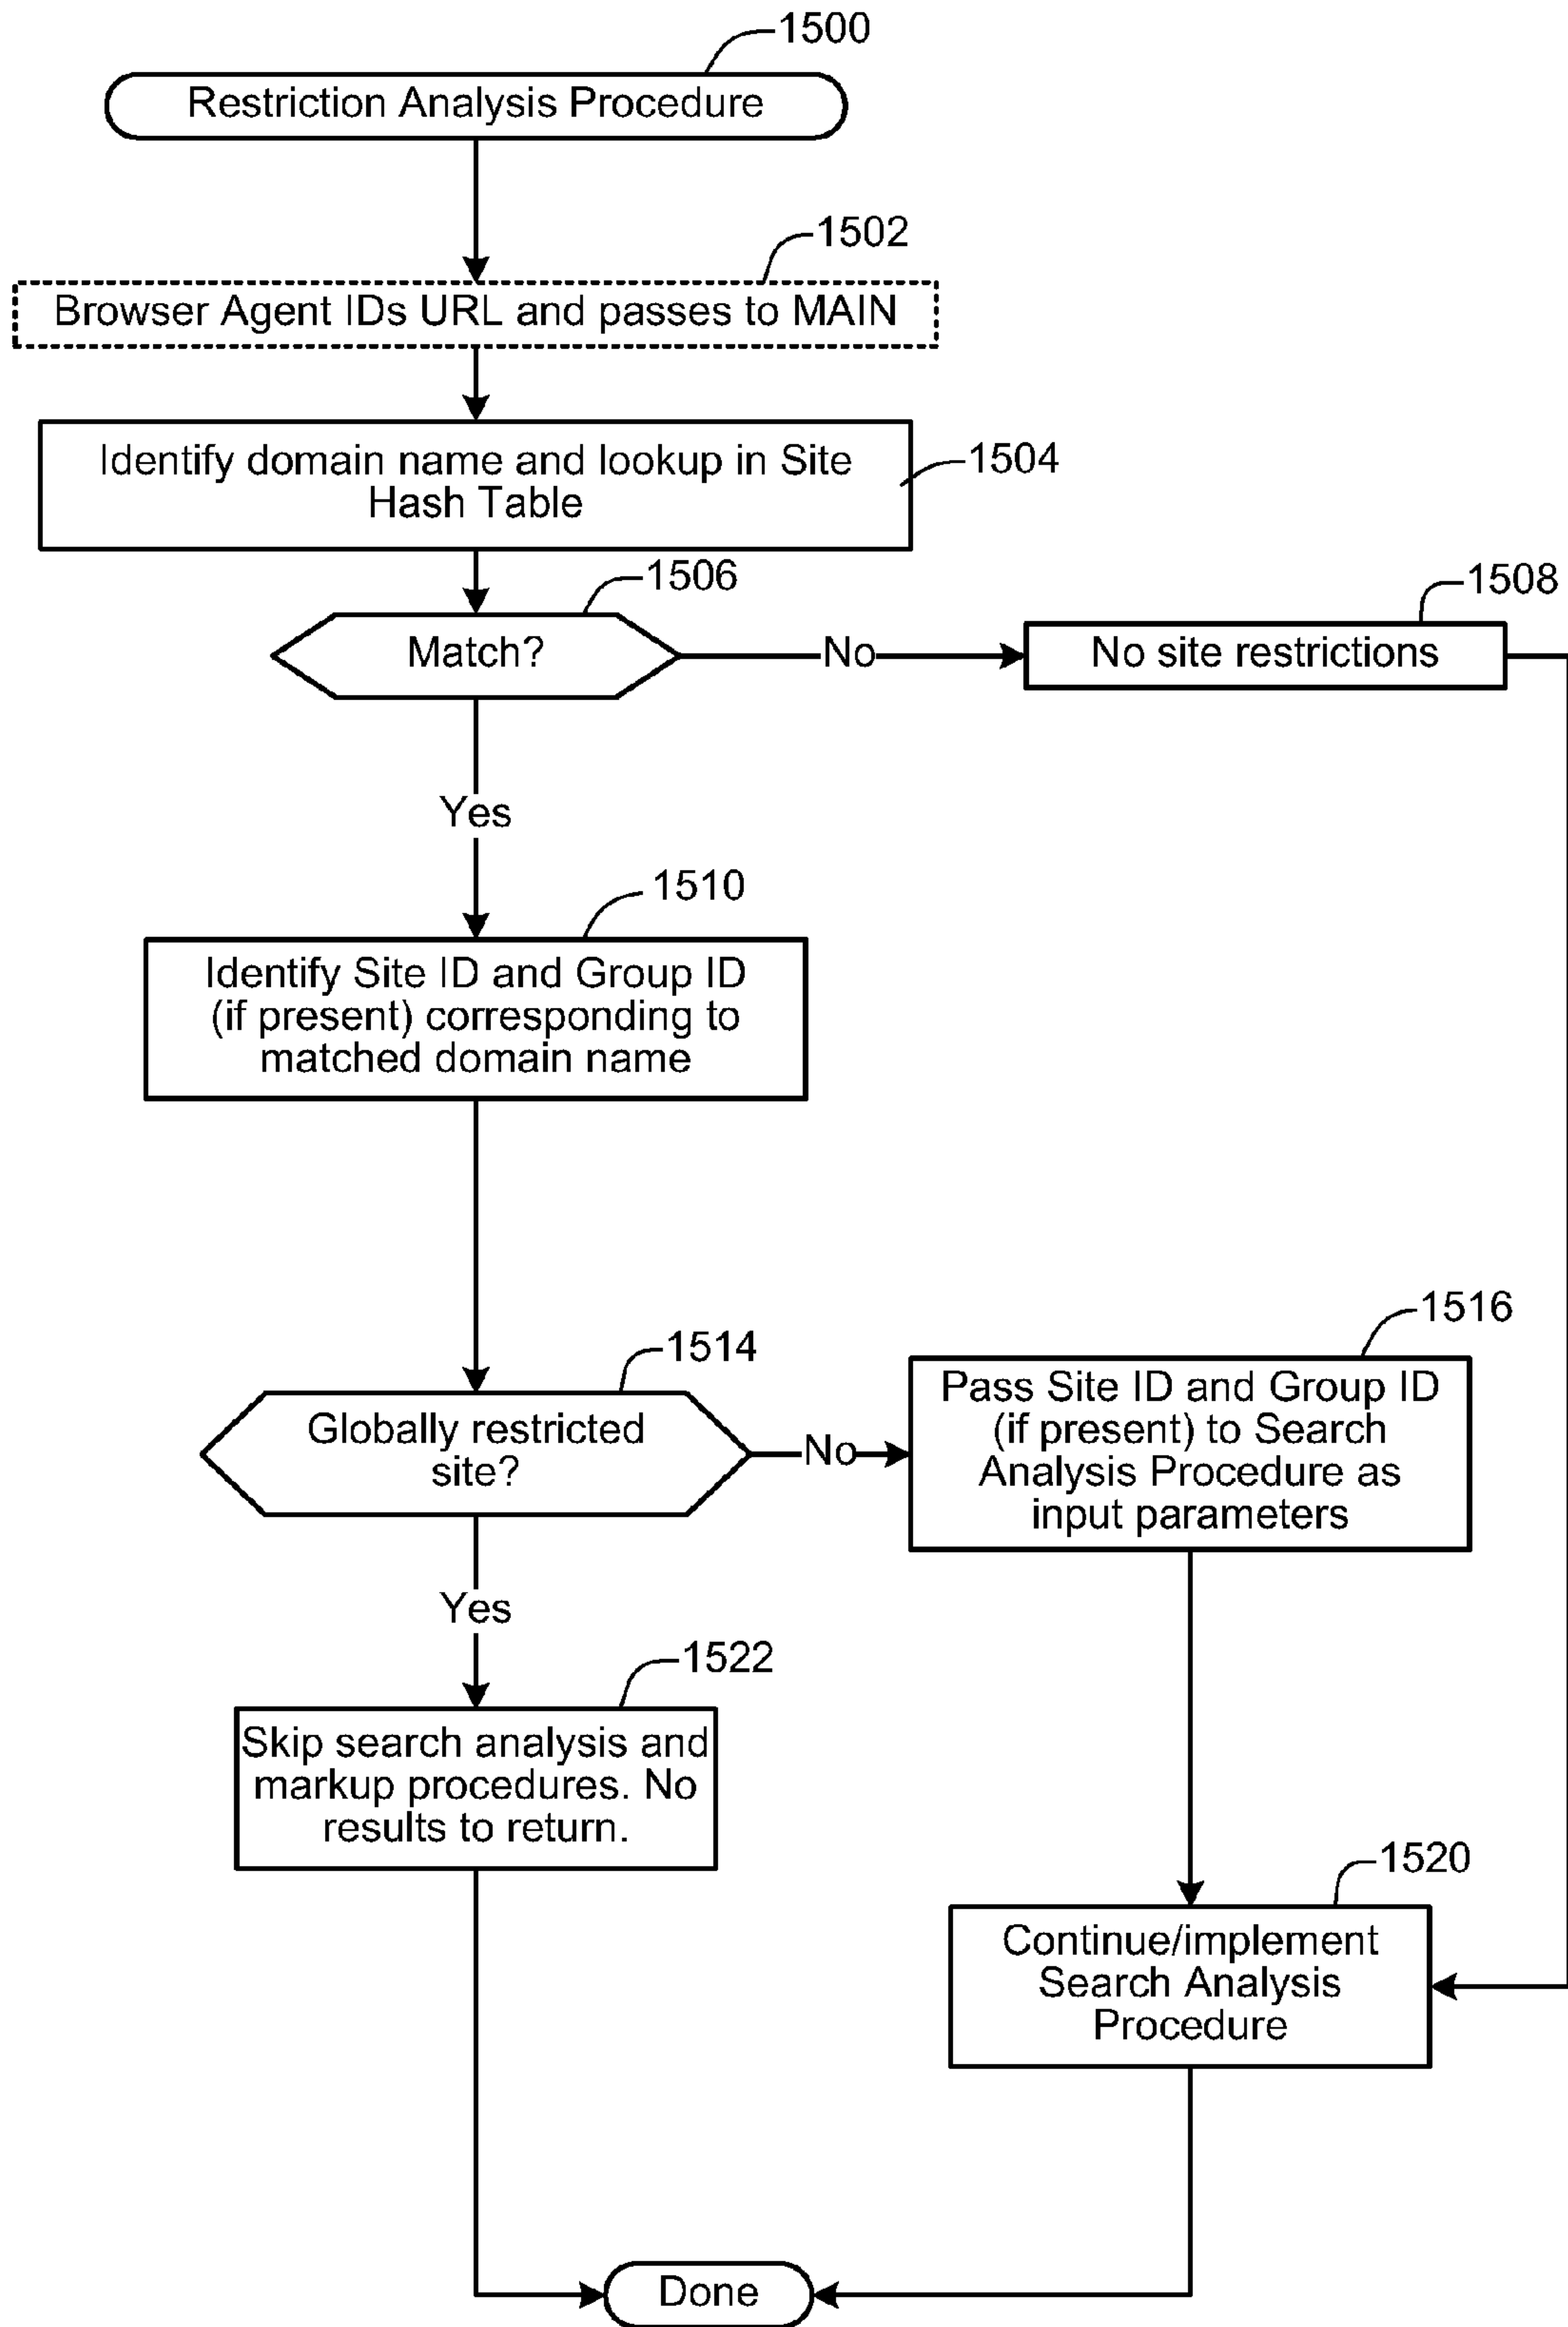 1500
Restriction Analysis Procedure
1502
Browser Agent IDs URL and passes to MAIN
Identify domain name and lookup in Site
Hash Table
1504
1506
Match?
No
1508
No site restrictions
Yes
1510
Identify Site ID and Group ID
(if present) corresponding to
matched domain name
1514
Globally restricted
site?
No
1516
Pass Site ID and Group ID
(if present) to Search
Analysis Procedure as
input parameters
Yes
1522
Skip search analysis and
markup procedures. No
results to return.
1520
Continue/implement
Search Analysis
Procedure
Done